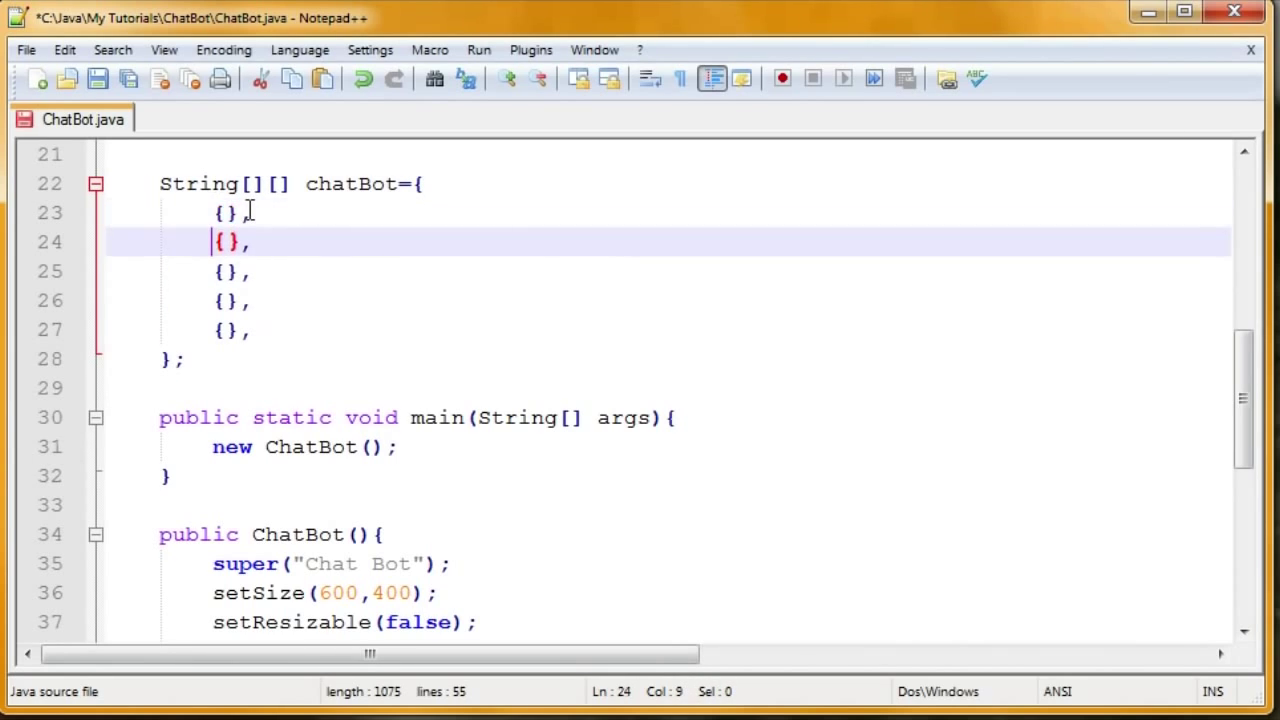 *C:\Java\My Tutorials\ChatBot\ChatBot.java - Notepad++
File Edit Search View Encoding Language Settings Macro Run Plugins Window ? X
ABC
ChatBot.java
21
22 String[][] chatBot={
23 {},
24 {},
25 {},
26 {},
27 {},
28 };
29
30 public static void main(String[] args){
31 new ChatBot();
32 }
33
34 public ChatBot(){
35 super("Chat Bot");
36 setSize(600,400);
37 setResizable(false);
Java source file length : 1075 lines : 55 Ln : 24 Col : 9 Sel : 0 Dos\Windows ANSI INS